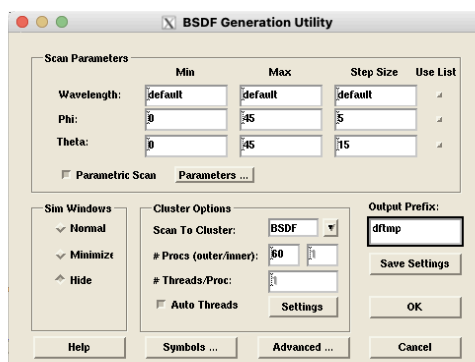 BSDF Generation Utility
Scan Parameters
Min Max Step Size Use List
Wavelength: default default default
Phi: 0 45 5
Theta: 0 45 15
Parametric Scan Parameters ...
Sim Windows
Normal
Minimize
Hide
Cluster Options
Scan To Cluster: BSDF
# Procs (outer/inner): 60
# Threads/Proc:
Auto Threads Settings
Output Prefix:
dftmp
Save Settings
OK
Help Symbols ... Advanced ... Cancel